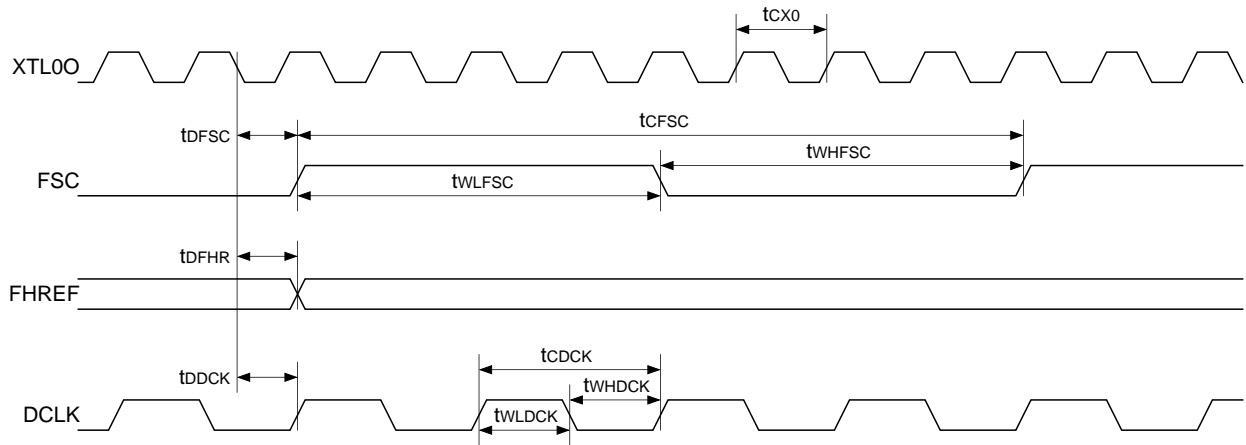 tCX0
XTL0O
tDFSC
tCFSC
tWHFSC
FSC
tWLFSC
tDFHR
FHREF
tCDCK
tDDCK
tWHDCK
DCLK
tWLDCK